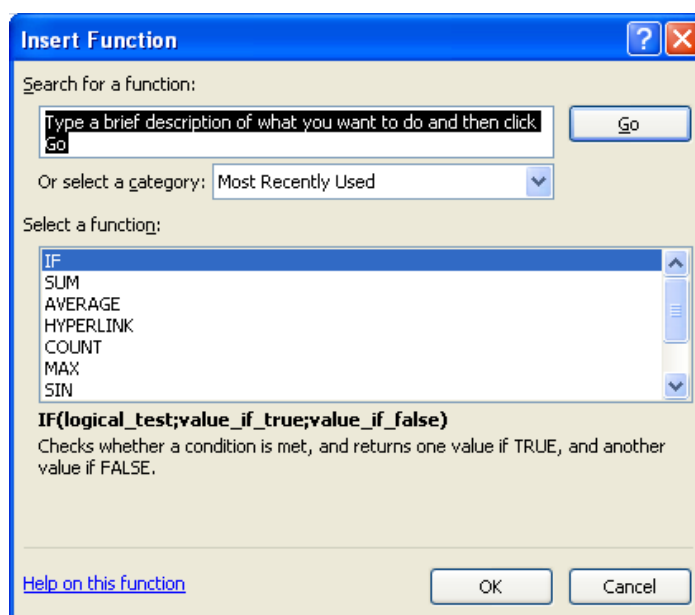 Insert Function
Search for a function:
Type a brief description of what you want to do and then click
Go
Go
Or select a category: Most Recently Used
Select a function:
IF
SUM
AVERAGE
HYPERLINK
COUNT
MAX
SIN
IF(logical_test;value_if_true;value_if_false)
Checks whether a condition is met, and returns one value if TRUE, and another
value if FALSE.
Help on this function
OK
Cancel